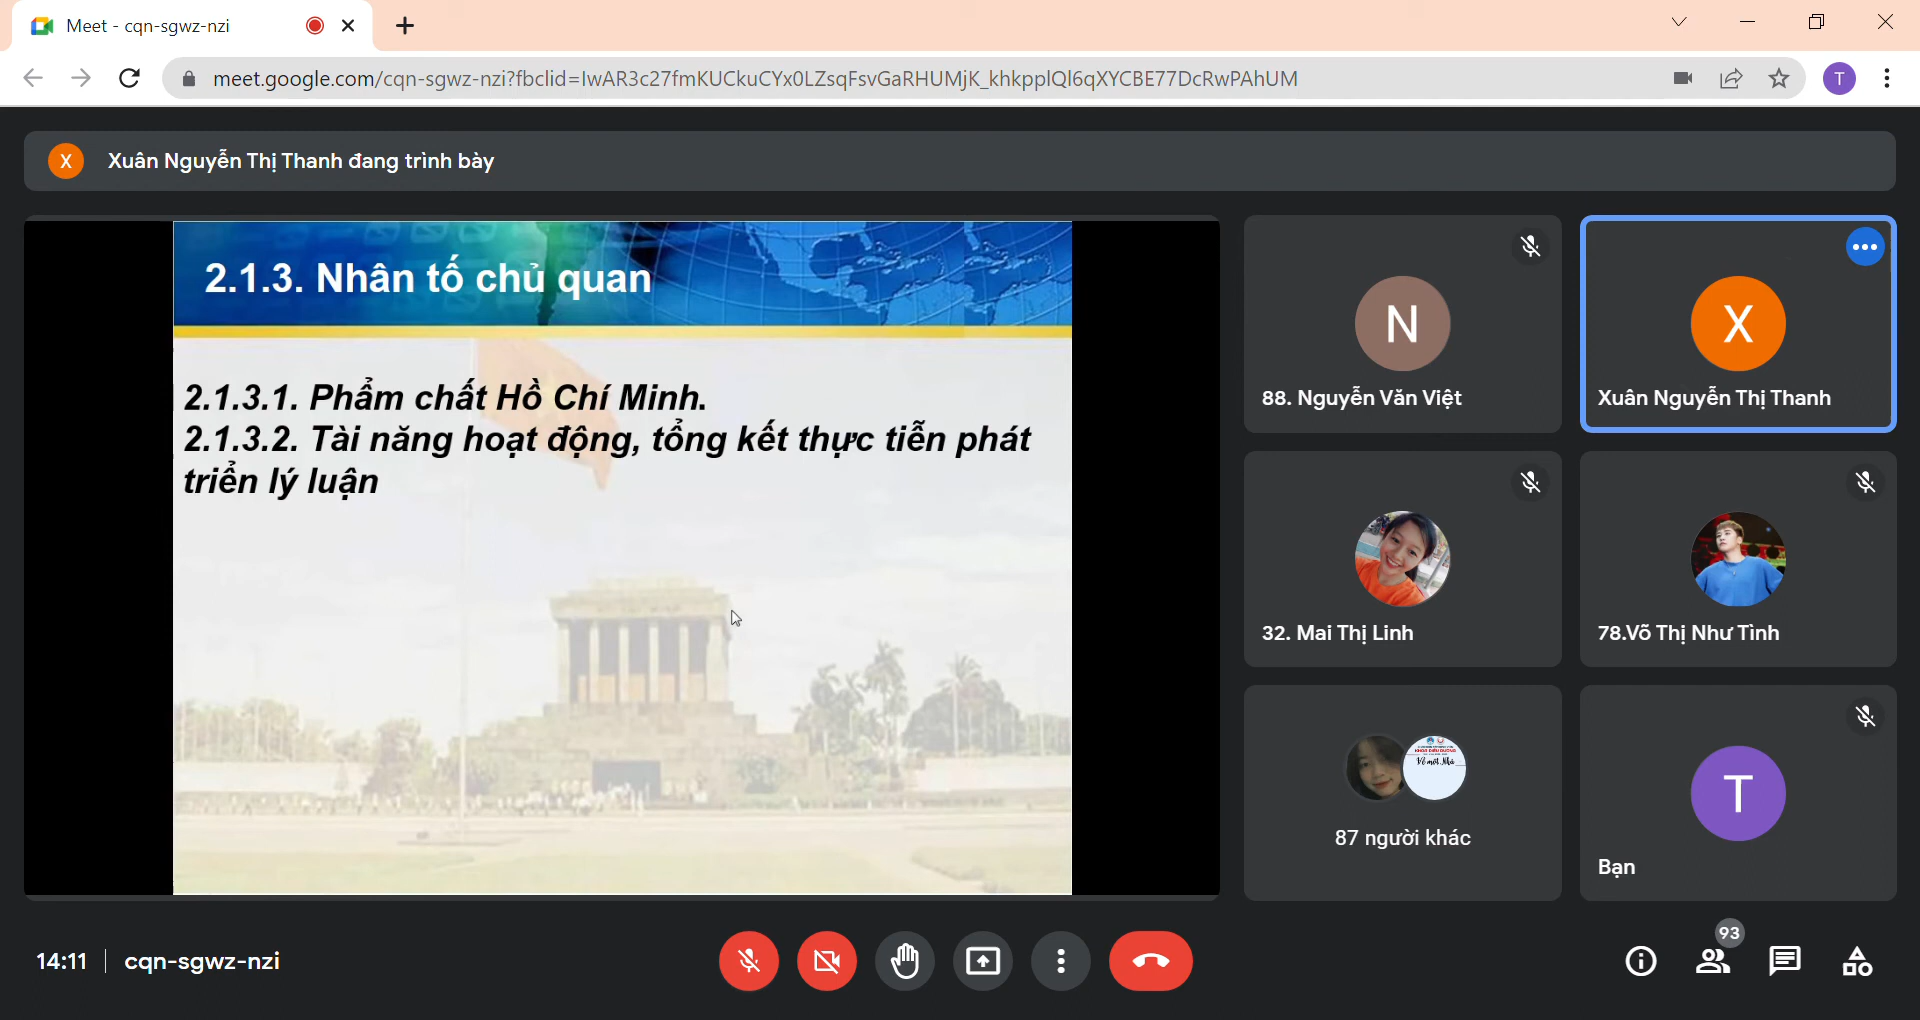 Meet - cqn-sgwz-nzi
meet.google.com/cqn-sgwz-nzi?fbclid=IwAR3c27fmKUCkuCYx0LZsqFsvGaRHUMjK_khkpplQl6qXYCBE77DcRwPAhUM
T
X
Xuân Nguyễn Thị Thanh đang trình bày
2.1.3. Nhân tố chủ quan
2.1.3.1. Phẩm chất Hồ Chí Minh.
2.1.3.2. Tài năng hoạt động, tổng kết thực tiễn phát
triển lý luận
N
88. Nguyễn Văn Việt
X
Xuân Nguyễn Thị Thanh
32. Mai Thị Linh
78.Võ Thị Như Tình
87 người khác
T
Bạn
14:11
cqn-sgwz-nzi
93